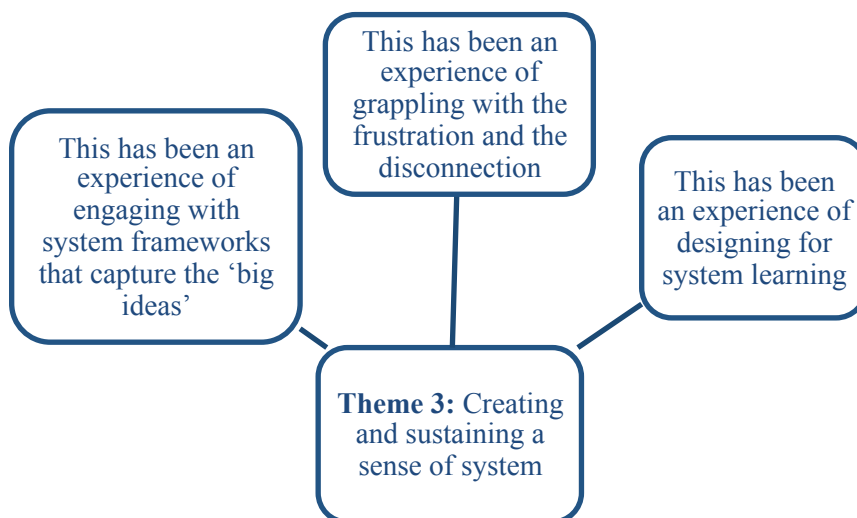 This has been an
experience of
engaging with
system frameworks
that capture the ‘big
ideas’
This has been an
experience of
grappling with the
frustration and the
disconnection
This has been
an experience of
designing for
system learning
Theme 3: Creating
and sustaining a
sense of system